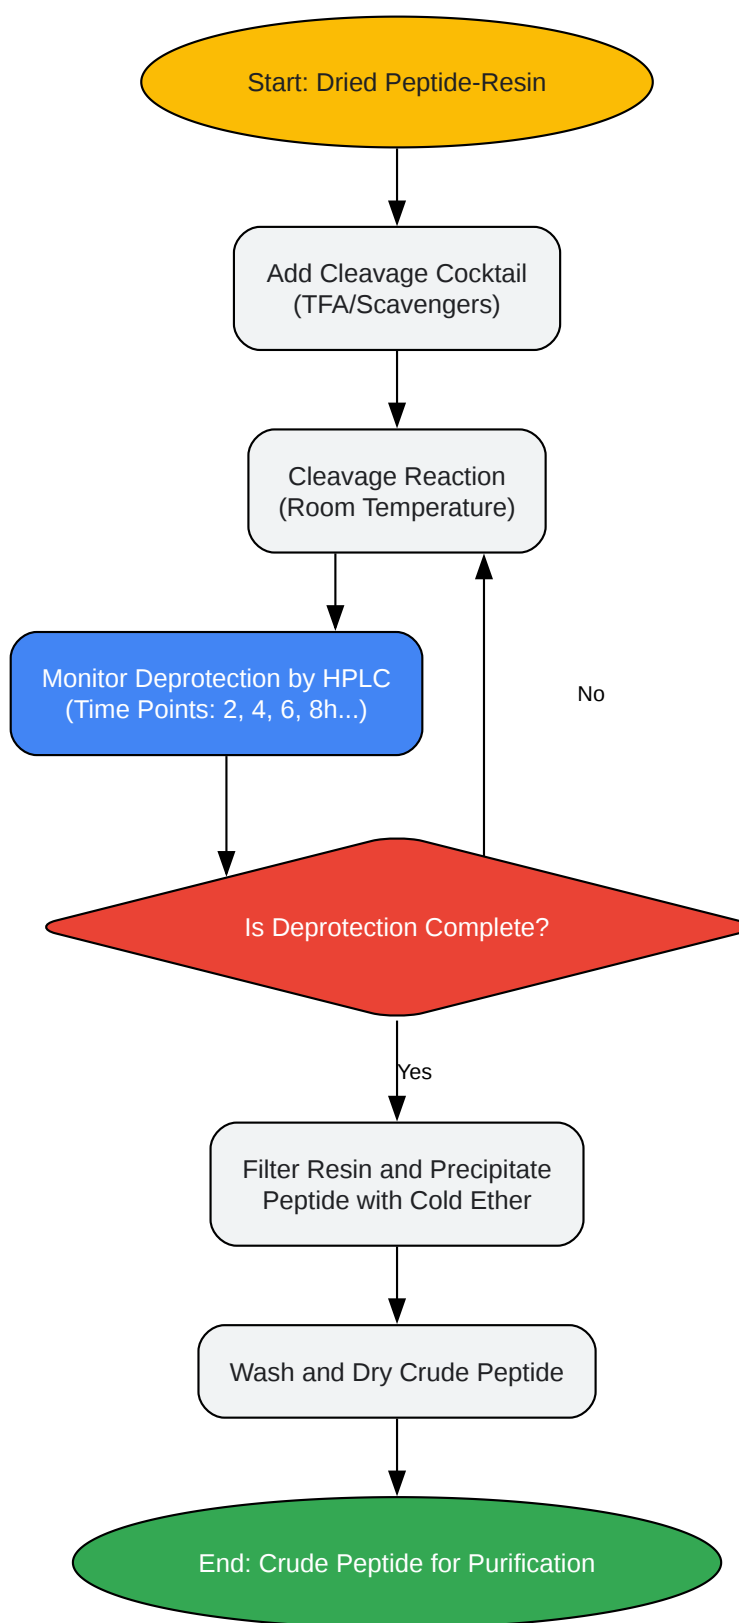 Start: Dried Peptide-Resin
Add Cleavage Cocktail
(TFA/Scavengers)
Cleavage Reaction
(Room Temperature)
Monitor Deprotection by HPLC
(Time Points: 2, 4, 6, 8h...)
No
Is Deprotection Complete?
Yes
Filter Resin and Precipitate
Peptide with Cold Ether
Wash and Dry Crude Peptide
End: Crude Peptide for Purification